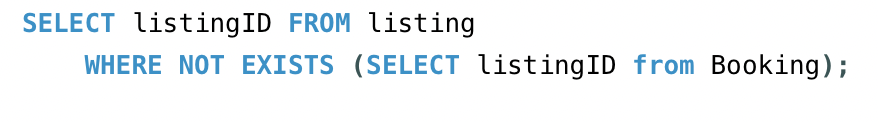 SELECT listingID FROM listing
WHERE NOT EXISTS (SELECT listingID from Booking);